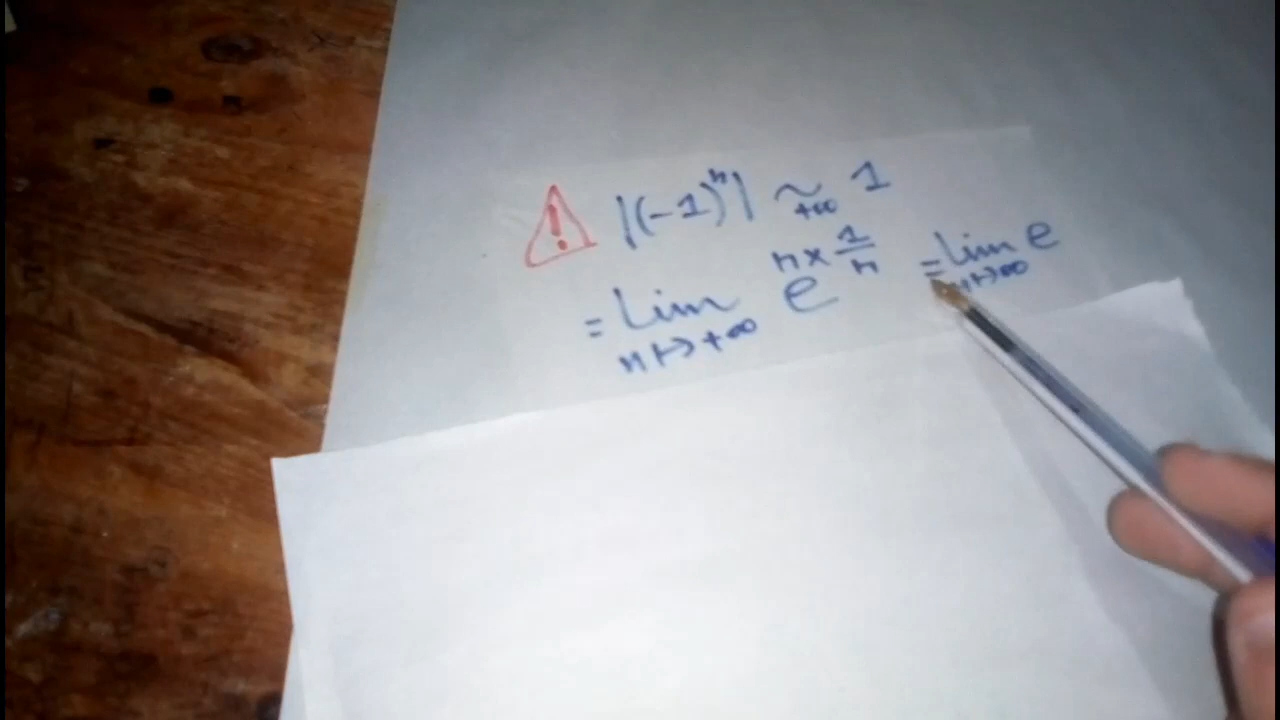 ! |(-1)ⁿ| ~ 1
+∞
= lim e^{n × 1/n} = lim e
n ↦ +∞ n ↦ +∞